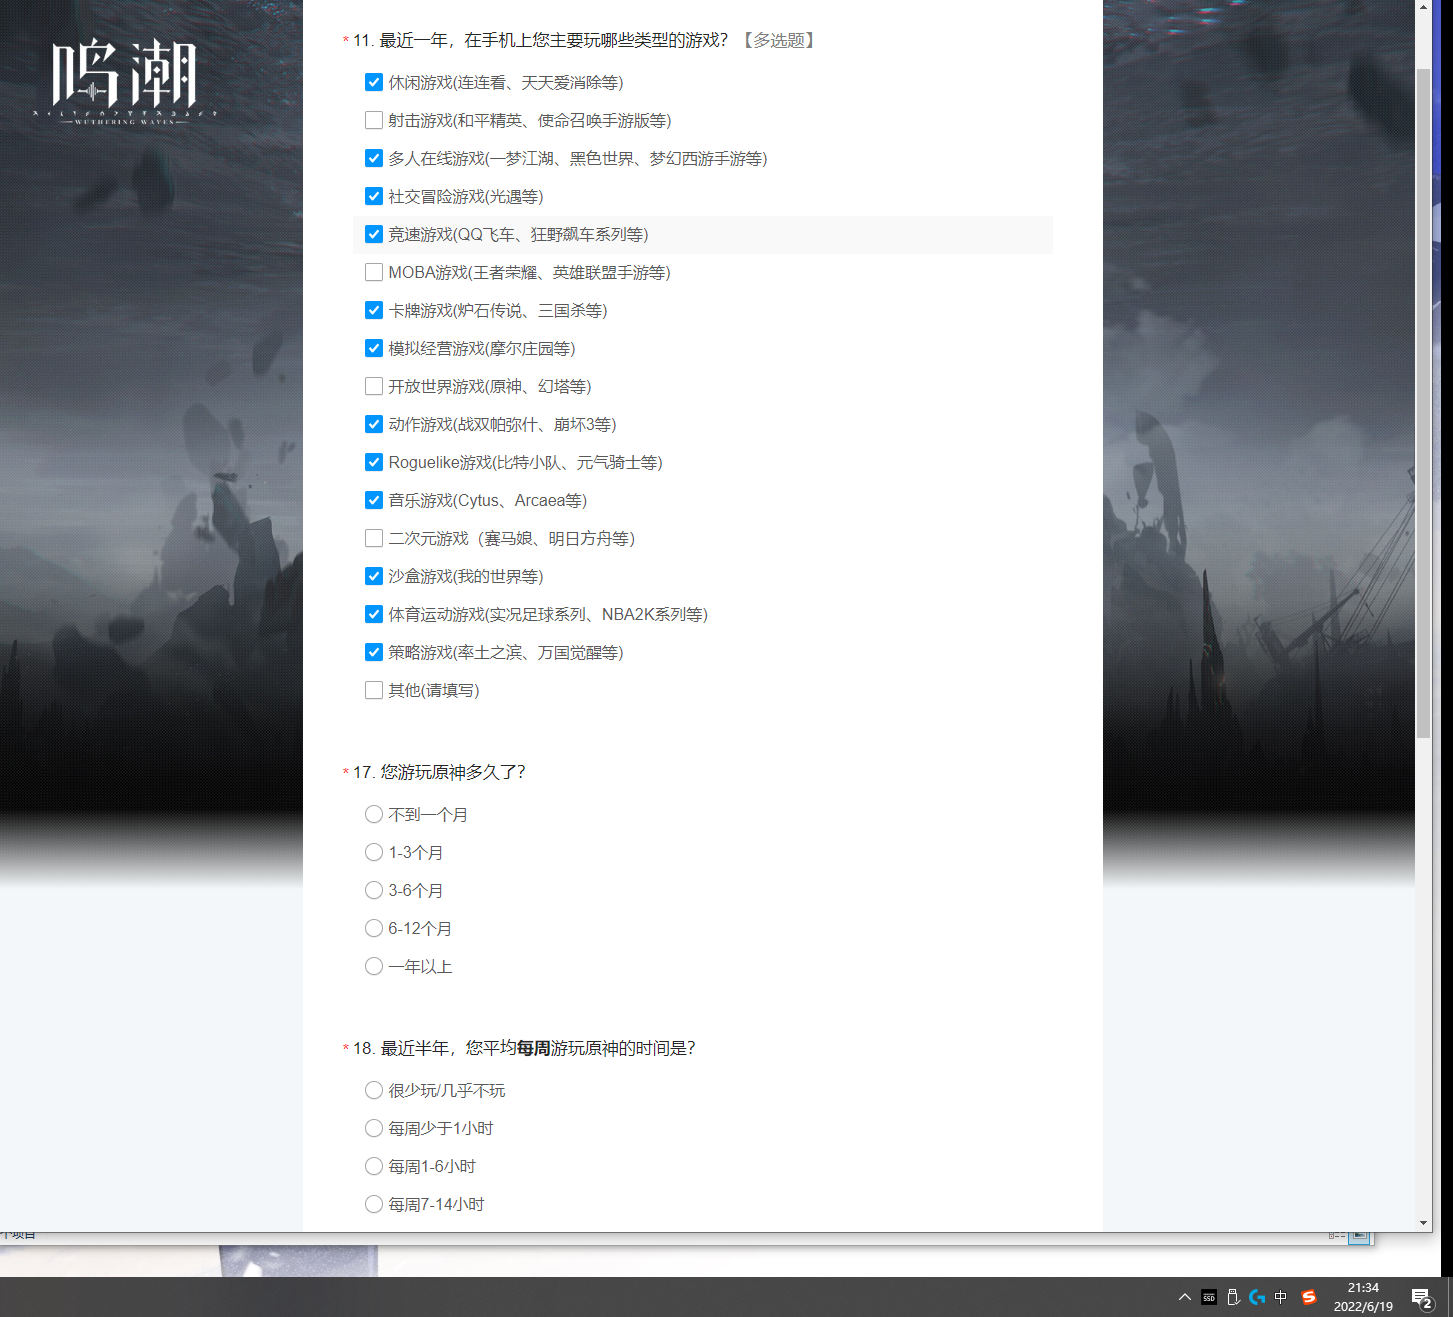 鸣潮
WUTHERING WAVES
* 11. 最近一年，在手机上您主要玩哪些类型的游戏？【多选题】
休闲游戏(连连看、天天爱消除等)
射击游戏(和平精英、使命召唤手游版等)
多人在线游戏(一梦江湖、黑色世界、梦幻西游手游等)
社交冒险游戏(光遇等)
竞速游戏(QQ飞车、狂野飙车系列等)
MOBA游戏(王者荣耀、英雄联盟手游等)
卡牌游戏(炉石传说、三国杀等)
模拟经营游戏(摩尔庄园等)
开放世界游戏(原神、幻塔等)
动作游戏(战双帕弥什、崩坏3等)
Roguelike游戏(比特小队、元气骑士等)
音乐游戏(Cytus、Arcaea等)
二次元游戏（赛马娘、明日方舟等）
沙盒游戏(我的世界等)
体育运动游戏(实况足球系列、NBA2K系列等)
策略游戏(率土之滨、万国觉醒等)
其他(请填写)
* 17. 您游玩原神多久了？
不到一个月
1-3个月
3-6个月
6-12个月
一年以上
* 18. 最近半年，您平均每周游玩原神的时间是？
很少玩/几乎不玩
每周少于1小时
每周1-6小时
每周7-14小时
个项目
SSD
中
S
21:34
2022/6/19
2